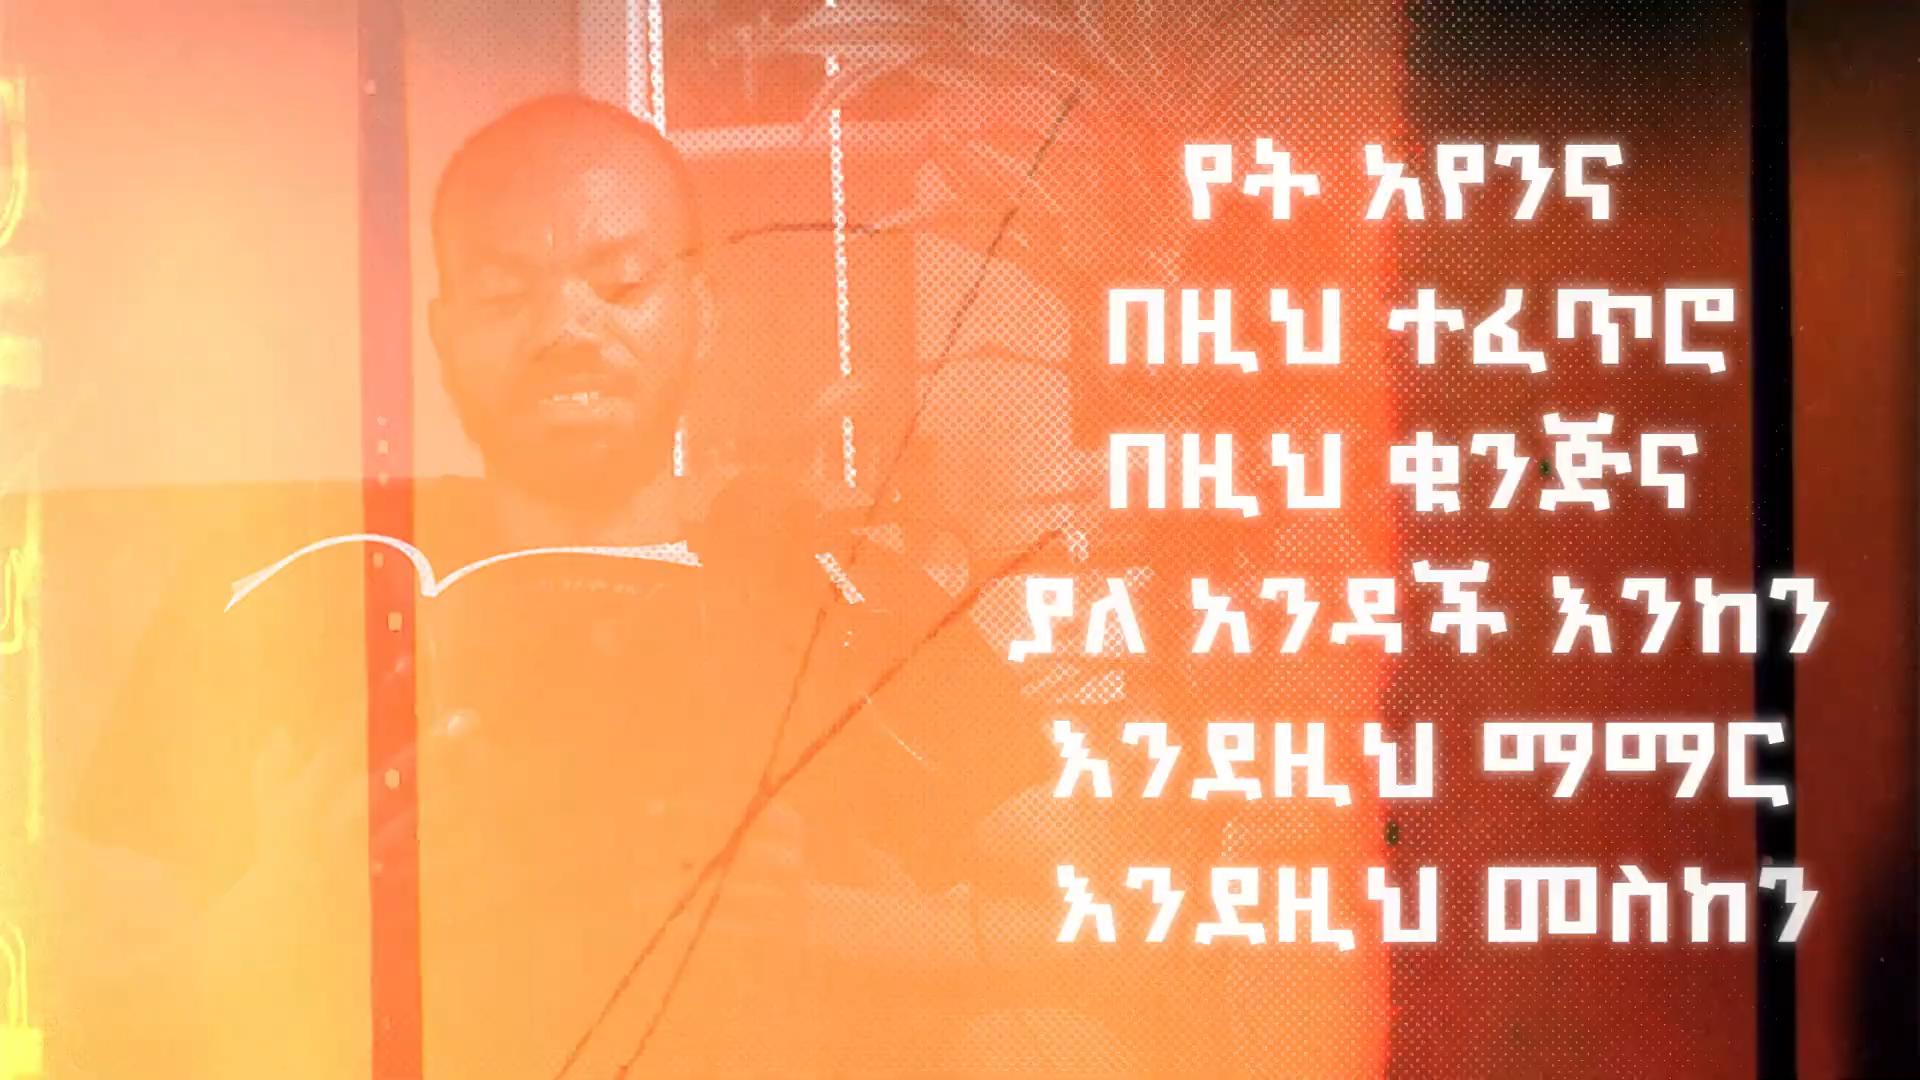 የት አየንና
በዚህ ተፈጥሮ
በዚህ ቁንጅና
ያለ አንዳች እንከን
እንደዚህ ማማር
እንደዚህ መስከን